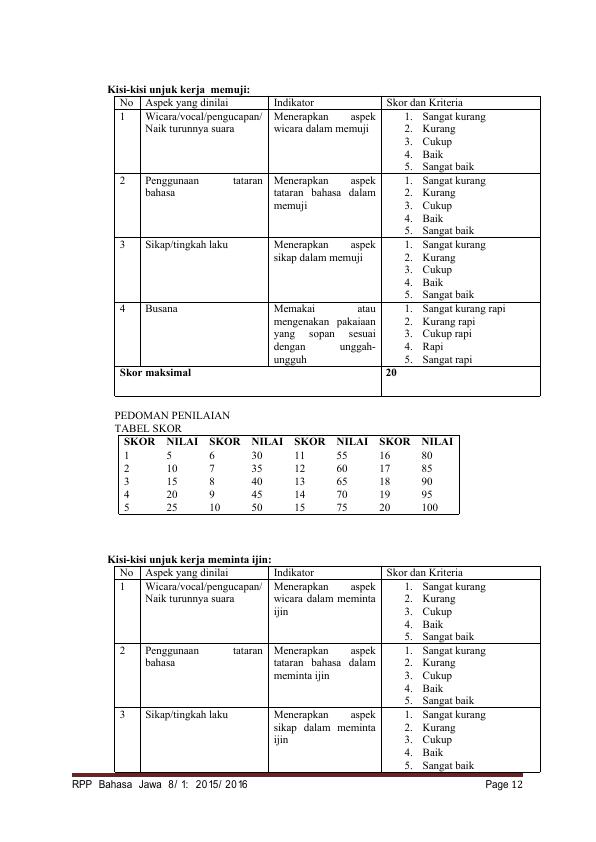 Kisi-kisi unjuk kerja  memuji:
No Aspek yang dinilai Indikator Skor dan Kriteria
1 Wicara/vocal/pengucapan/ Menerapkan aspek 1. Sangat kurang
Naik turunnya suara wicara dalam memuji 2. Kurang
3. Cukup
4. Baik
5. Sangat baik
2 Penggunaan tataran Menerapkan aspek 1. Sangat kurang
bahasa tataran bahasa dalam 2. Kurang
memuji 3. Cukup
4. Baik
5. Sangat baik
3 Sikap/tingkah laku Menerapkan aspek 1. Sangat kurang
sikap dalam memuji 2. Kurang
3. Cukup
4. Baik
5. Sangat baik
4 Busana Memakai atau 1. Sangat kurang rapi
mengenakan pakaiaan 2. Kurang rapi
yang sopan sesuai 3. Cukup rapi
dengan unggah- 4. Rapi
ungguh 5. Sangat rapi
Skor maksimal 20
PEDOMAN PENILAIAN
TABEL SKOR
SKOR NILAI SKOR NILAI SKOR NILAI SKOR NILAI
1 5 6 30 11 55 16 80
2 10 7 35 12 60 17 85
3 15 8 40 13 65 18 90
4 20 9 45 14 70 19 95
5 25 10 50 15 75 20 100
Kisi-kisi unjuk kerja meminta ijin:
No Aspek yang dinilai Indikator Skor dan Kriteria
1 Wicara/vocal/pengucapan/ Menerapkan aspek 1. Sangat kurang
Naik turunnya suara wicara dalam meminta 2. Kurang
ijin 3. Cukup
4. Baik
5. Sangat baik
2 Penggunaan tataran Menerapkan aspek 1. Sangat kurang
bahasa tataran bahasa dalam 2. Kurang
meminta ijin 3. Cukup
4. Baik
5. Sangat baik
3 Sikap/tingkah laku Menerapkan aspek 1. Sangat kurang
sikap dalam meminta 2. Kurang
ijin 3. Cukup
4. Baik
5. Sangat baik
RPP Bahasa Jawa 8/ 1: 2015/ 2016 Page 12